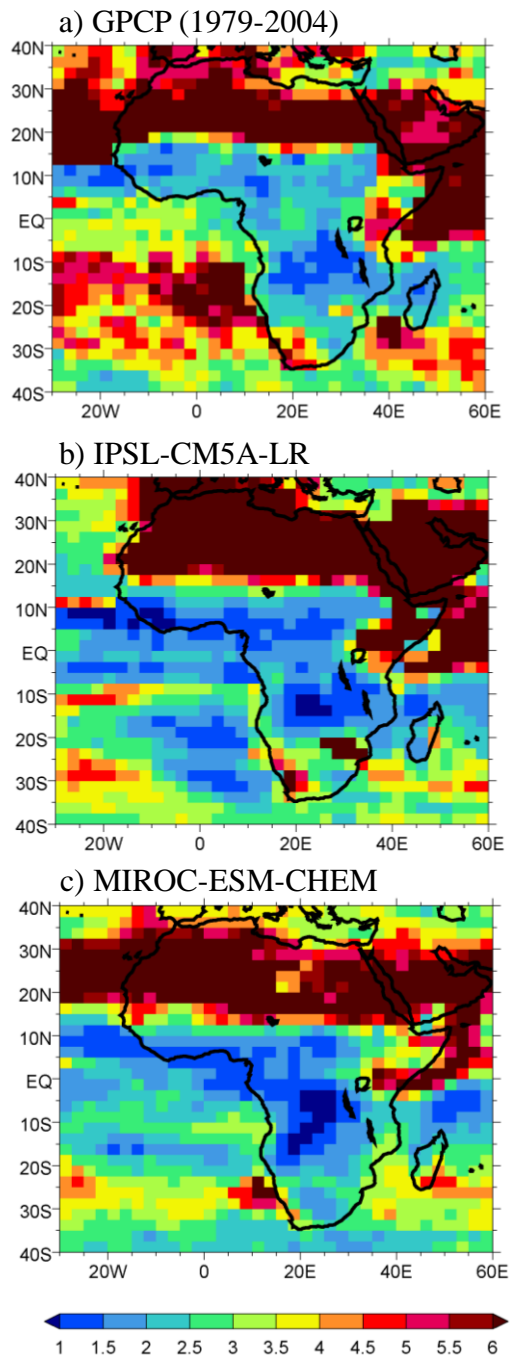 a) GPCP (1979-2004)
40N
30N
20N
10N
EQ
10S
20S
30S
40S
20W 0 20E 40E 60E
b) IPSL-CM5A-LR
40N
30N
20N
10N
EQ
10S
20S
30S
40S
20W 0 20E 40E 60E
c) MIROC-ESM-CHEM
40N
30N
20N
10N
EQ
10S
20S
30S
40S
20W 0 20E 40E 60E
1 1.5 2 2.5 3 3.5 4 4.5 5 5.5 6